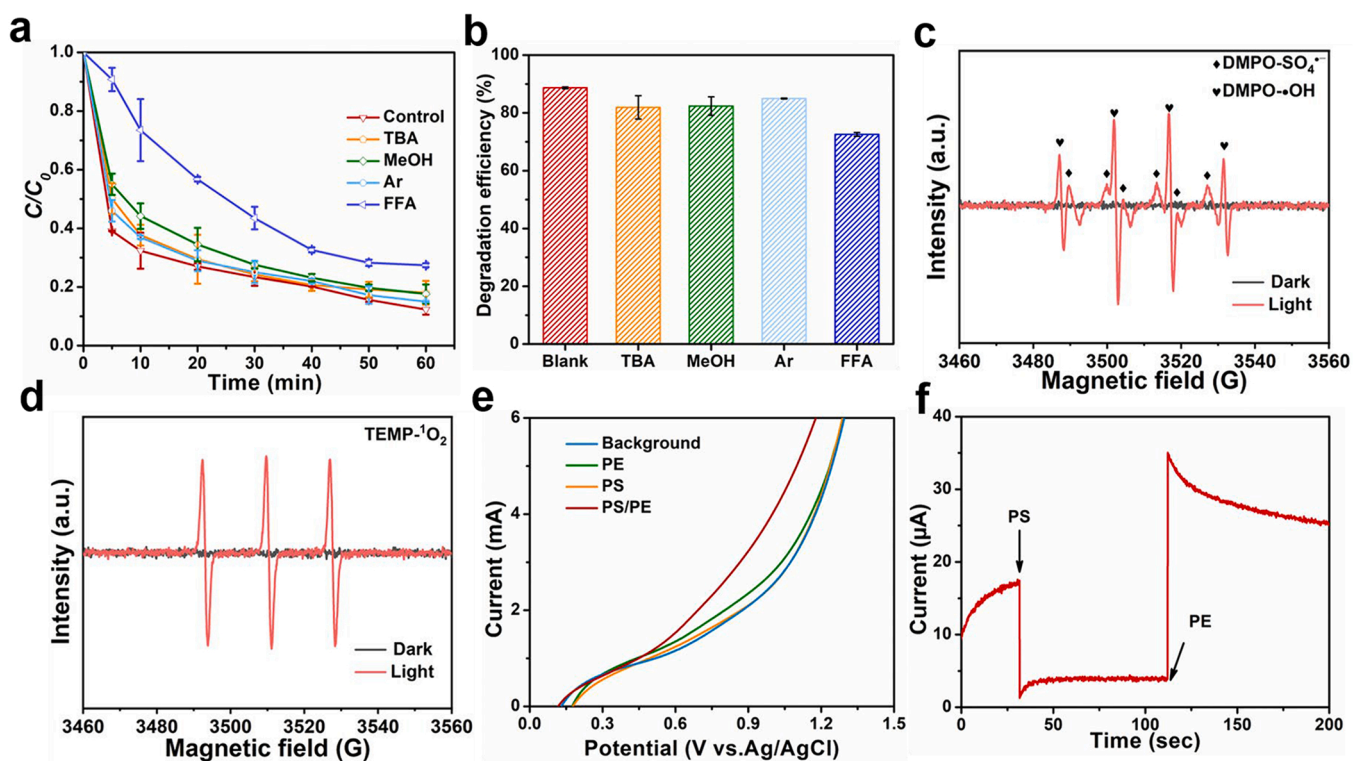 a
1.0
0.8
0.6
0.4
0.2
0.0
C/C0
0 10 20 30 40 50 60
Time (min)
Control
TBA
MeOH
Ar
FFA
b
100
80
60
40
20
0
Degradation efficiency (%)
Blank TBA MeOH Ar FFA
c
Intensity (a.u.)
♦DMPO-SO₄•−
♥DMPO-•OH
Dark
Light
3460 3480 3500 3520 3540 3560
Magnetic field (G)
d
Intensity (a.u.)
TEMP-¹O₂
Dark
Light
3460 3480 3500 3520 3540 3560
Magnetic field (G)
e
6
4
2
0
Current (mA)
Background
PE
PS
PS/PE
0.3 0.6 0.9 1.2 1.5
Potential (V vs.Ag/AgCl)
f
40
30
20
10
0
Current (μA)
PS
PE
0 50 100 150 200
Time (sec)